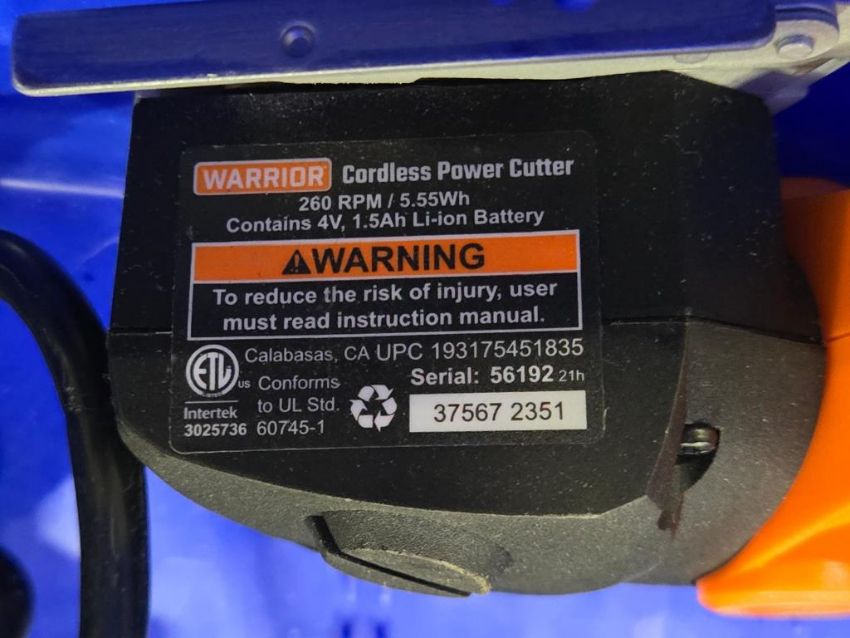 WARRIOR Cordless Power Cutter
260 RPM / 5.55Wh
Contains 4V, 1.5Ah Li-ion Battery
⚠WARNING
To reduce the risk of injury, user
must read instruction manual.
Calabasas, CA UPC 193175451835
ETL us
Conforms
to UL Std.
60745-1
Intertek
3025736
Serial: 56192 21h
37567 2351